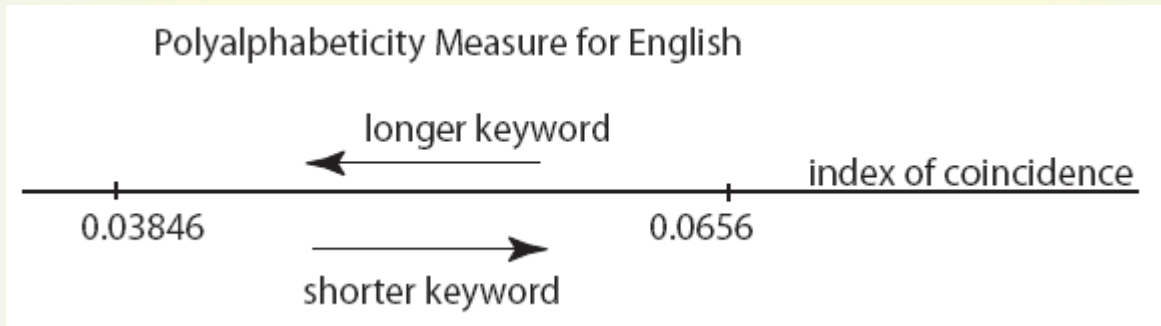 Polyalphabeticity Measure for English
longer keyword
index of coincidence
0.03846
0.0656
shorter keyword